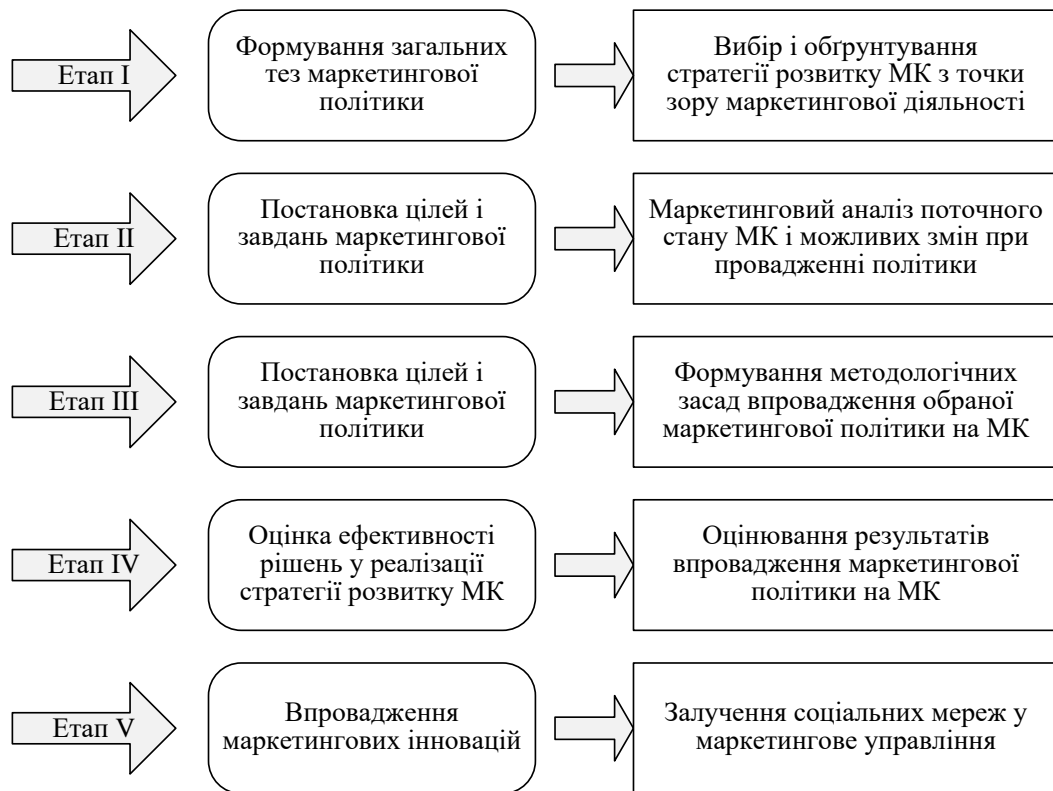 Етап I
Формування загальних
тез маркетингової
політики
Вибір і обґрунтування
стратегії розвитку МК з точки
зору маркетингової діяльності
Етап II
Постановка цілей і
завдань маркетингової
політики
Маркетинговий аналіз поточного
стану МК і можливих змін при
провадженні політики
Етап III
Постановка цілей і
завдань маркетингової
політики
Формування методологічних
засад впровадження обраної
маркетингової політики на МК
Етап IV
Оцінка ефективності
рішень у реалізації
стратегії розвитку МК
Оцінювання результатів
впровадження маркетингової
політики на МК
Етап V
Впровадження
маркетингових інновацій
Залучення соціальних мереж у
маркетингове управління